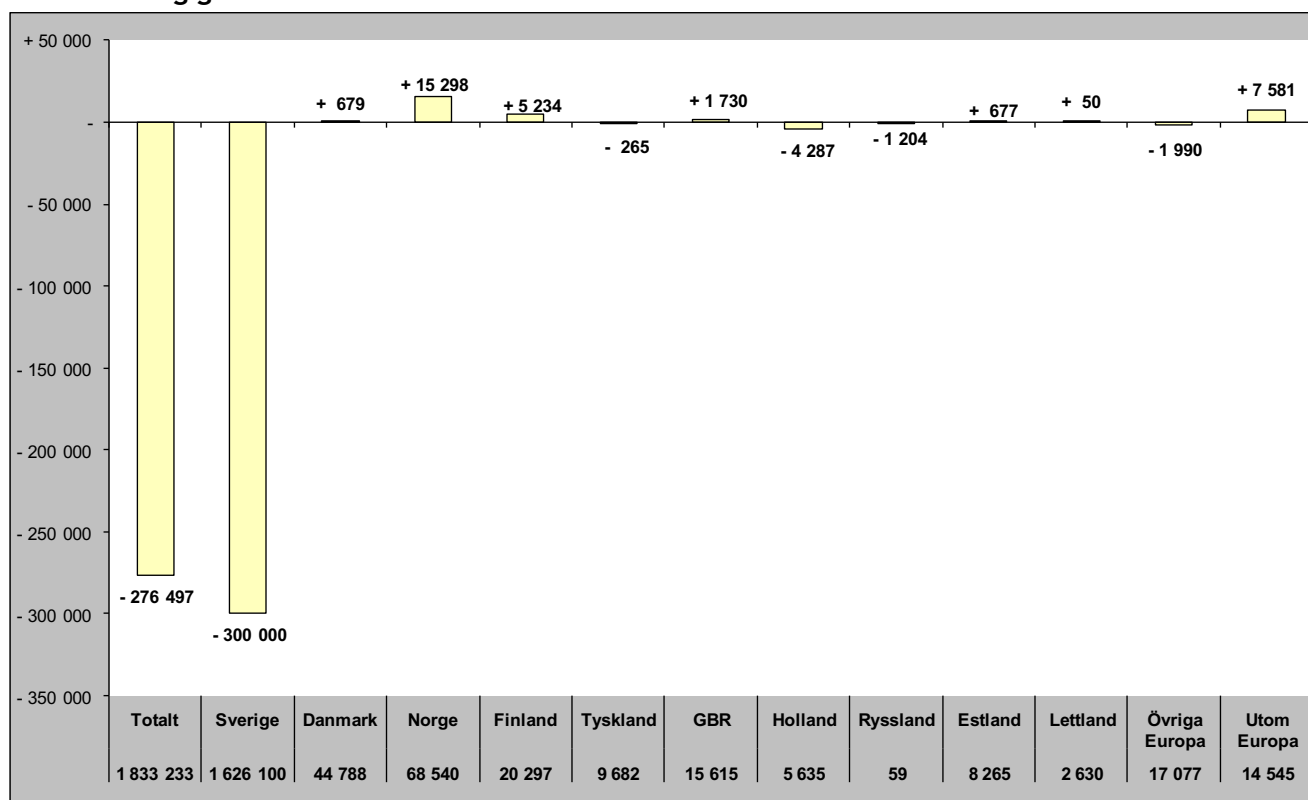 + 50 000
-
- 50 000
- 100 000
- 150 000
- 200 000
- 250 000
- 300 000
- 350 000
- 276 497
- 300 000
+ 679
+ 15 298
+ 5 234
- 265
+ 1 730
- 4 287
- 1 204
+ 677
+ 50
- 1 990
+ 7 581
Totalt Sverige Danmark Norge Finland Tyskland GBR Holland Ryssland Estland Lettland Övriga Europa Utom Europa
1 833 233 1 626 100 44 788 68 540 20 297 9 682 15 615 5 635 59 8 265 2 630 17 077 14 545